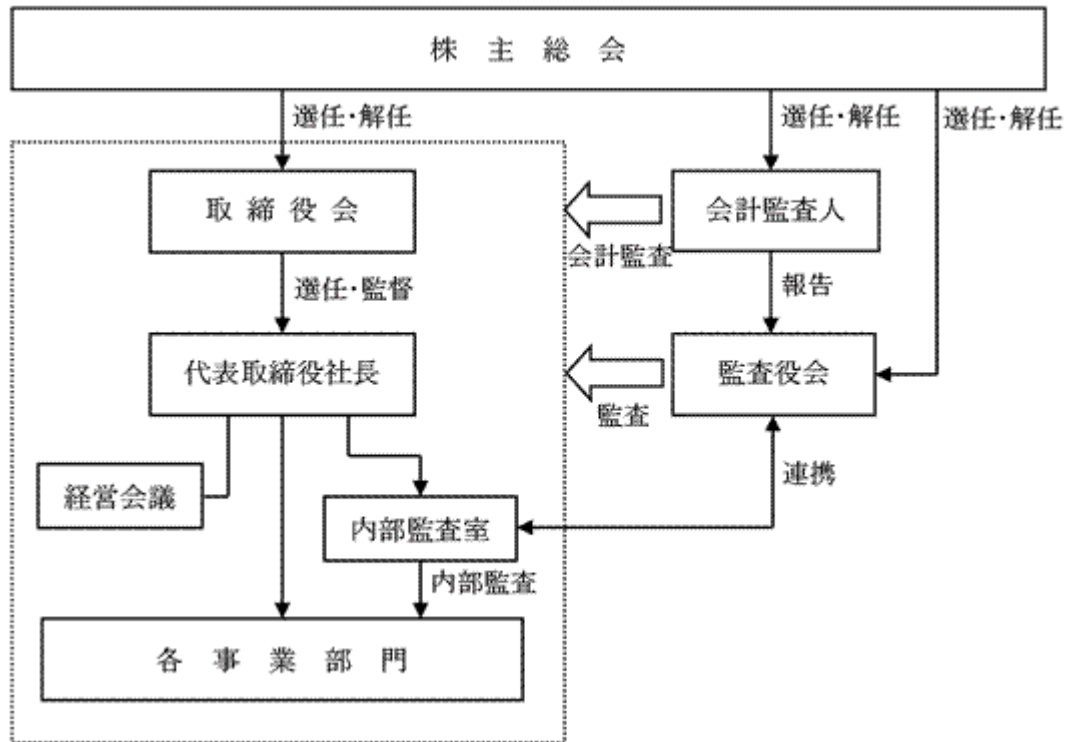 株主総会
選任・解任
選任・解任
選任・解任
取締役会
会計監査人
会計監査
選任・監督
報告
代表取締役社長
監査役会
監査
経営会議
連携
内部監査室
内部監査
各事業部門